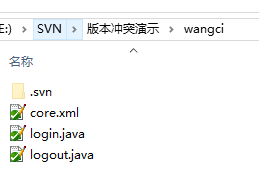 E:) > SVN > 版本冲突演示 > wangci
名称
.svn
core.xml
login.java
logout.java